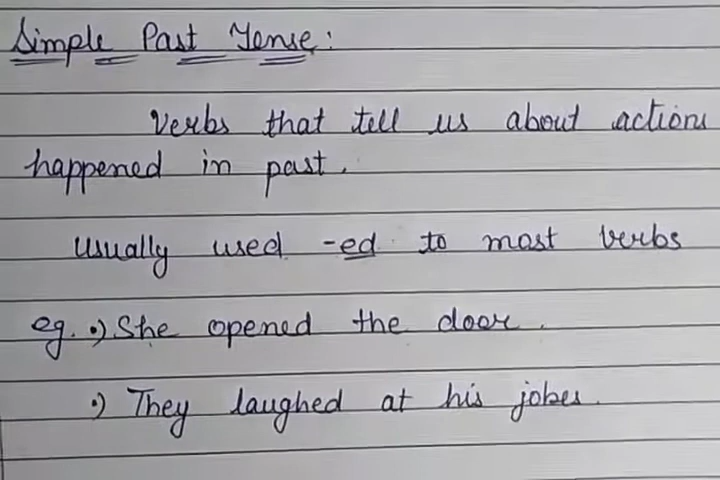 Simple Past Tense:
Verbs that tell us about actions
happened in past.
Usually used -ed to most verbs
eg. •) She opened the door.
•) They laughed at his jokes.